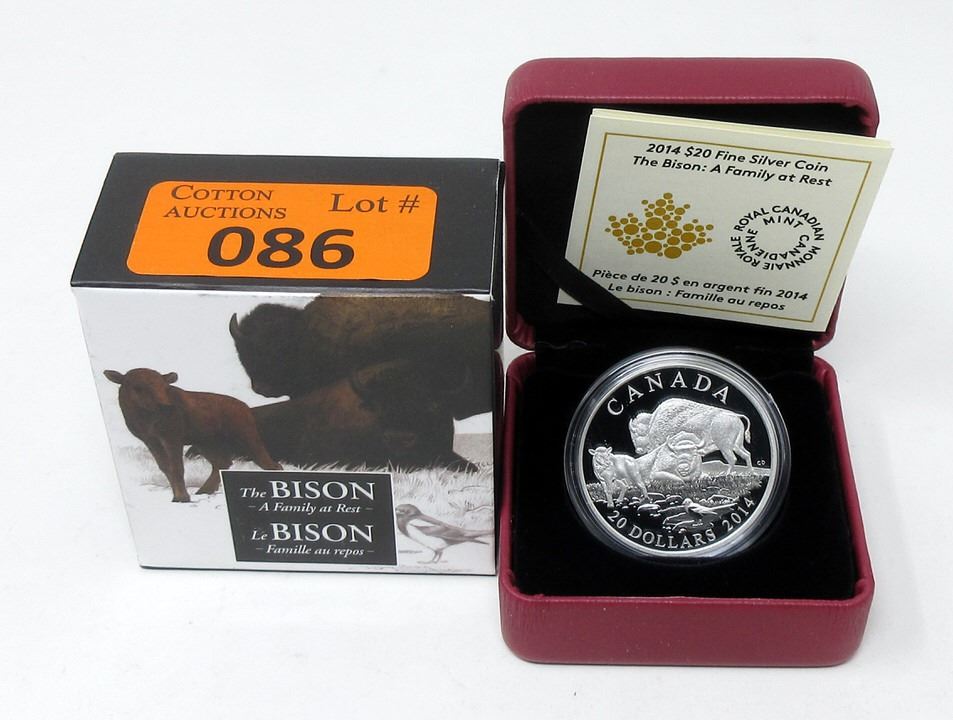 COTTON
AUCTIONS
Lot #
086
The BISON
- A Family at Rest -
Le BISON
- Famille au repos -
2014 $20 Fine Silver Coin
The Bison: A Family at Rest
ROYAL CANADIAN MINT
MONNAIE ROYALE CANADIENNE
Pièce de 20 $ en argent fin 2014
Le bison : Famille au repos
CANADA
CD
20 DOLLARS 2014